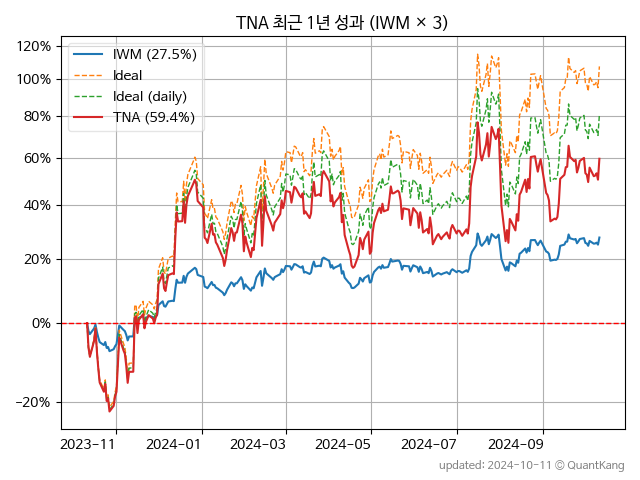 TNA 최근 1년 성과 (IWM × 3)
IWM (27.5%)
Ideal
Ideal (daily)
TNA (59.4%)
120%
100%
80%
60%
40%
20%
0%
−20%
2023−11
2024−01
2024−03
2024−05
2024−07
2024−09
updated: 2024-10-11 © QuantKang